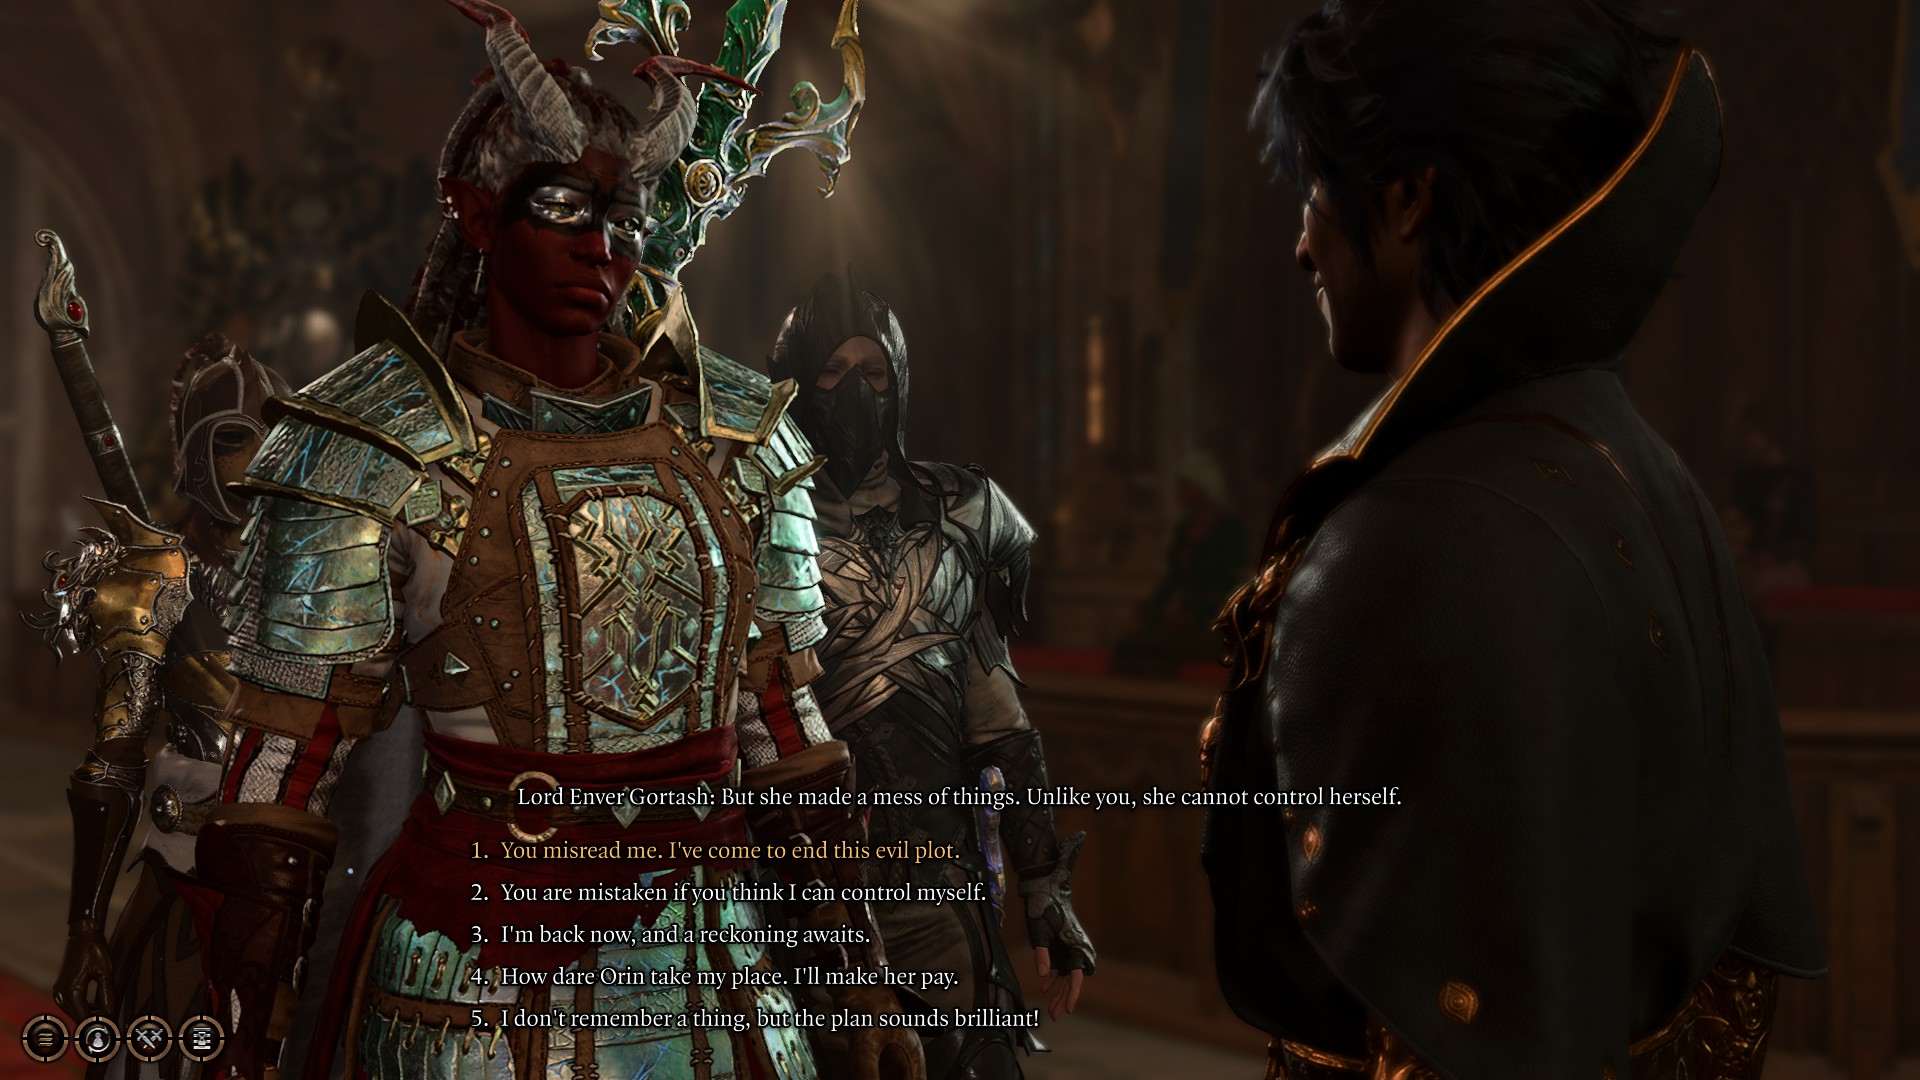 Lord Enver Gortash: But she made a mess of things. Unlike you, she cannot control herself.
1. You misread me. I've come to end this evil plot.
2. You are mistaken if you think I can control myself.
3. I'm back now, and a reckoning awaits.
4. How dare Orin take my place. I'll make her pay.
5. I don't remember a thing, but the plan sounds brilliant!